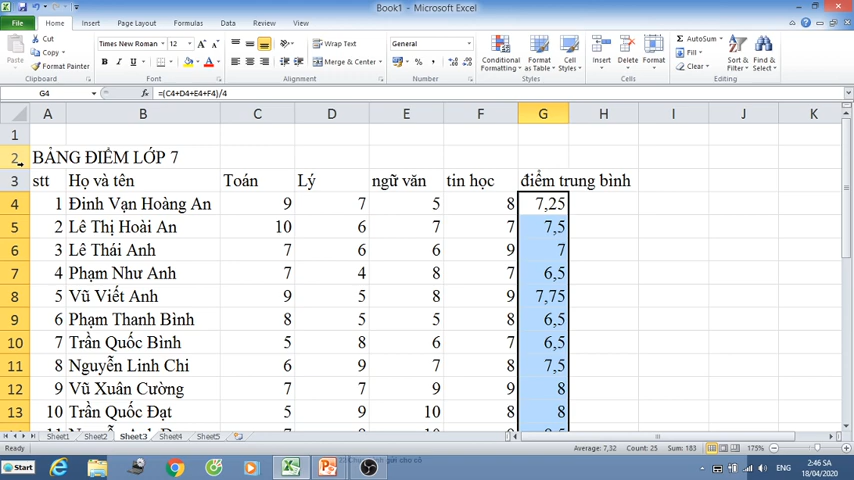 Book1 - Microsoft Excel
File Home Insert Page Layout Formulas Data Review View
Paste Cut Copy Format Painter Clipboard
Times New Roman 12 A A B I U Font
Wrap Text Merge & Center Alignment
General % , Number
Conditional Formatting Format as Table Cell Styles Styles
Insert Delete Format Cells
AutoSum Fill Clear Sort & Filter Find & Select Editing
G4 fx =(C4+D4+E4+F4)/4
A B C D E F G H I J K
1
2 BẢNG ĐIỂM LỚP 7
3 stt Họ và tên Toán Lý ngữ văn tin học điểm trung bình
4 1 Đinh Vạn Hoàng An 9 7 5 8 7,25
5 2 Lê Thị Hoài An 10 6 7 7 7,5
6 3 Lê Thái Anh 7 6 6 9 7
7 4 Phạm Như Anh 7 4 8 7 6,5
8 5 Vũ Viết Anh 9 5 8 9 7,75
9 6 Phạm Thanh Bình 8 5 5 8 6,5
10 7 Trần Quốc Bình 5 8 6 7 6,5
11 8 Nguyễn Linh Chi 6 9 7 8 7,5
12 9 Vũ Xuân Cường 7 7 9 9 8
13 10 Trần Quốc Đạt 5 9 10 8 8
Sheet1 Sheet2 Sheet3 Sheet4 Sheet5
Ready Average: 7,32 Count: 25 Sum: 183 175%
Start EN 2:46 SA
18/04/2020